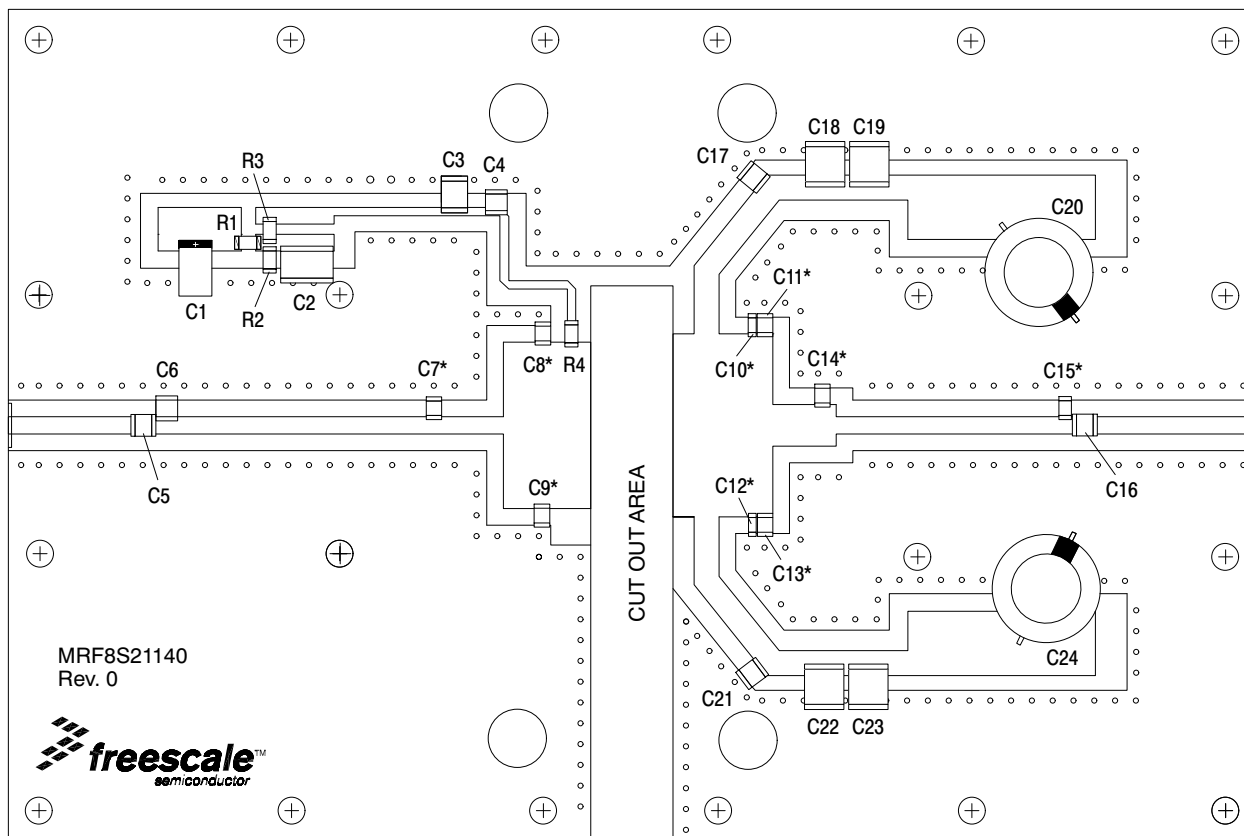 C17
C18
C19
C3
C4
R3
R1
C20
C11*
C1
R2
C2
C8*
R4
C10*
C14*
C6
C7*
C15*
C5
C9*
C12*
C16
C13*
CUT OUT AREA
MRF8S21140
Rev. 0
C24
C21
C22
C23
freescale™
semiconductor